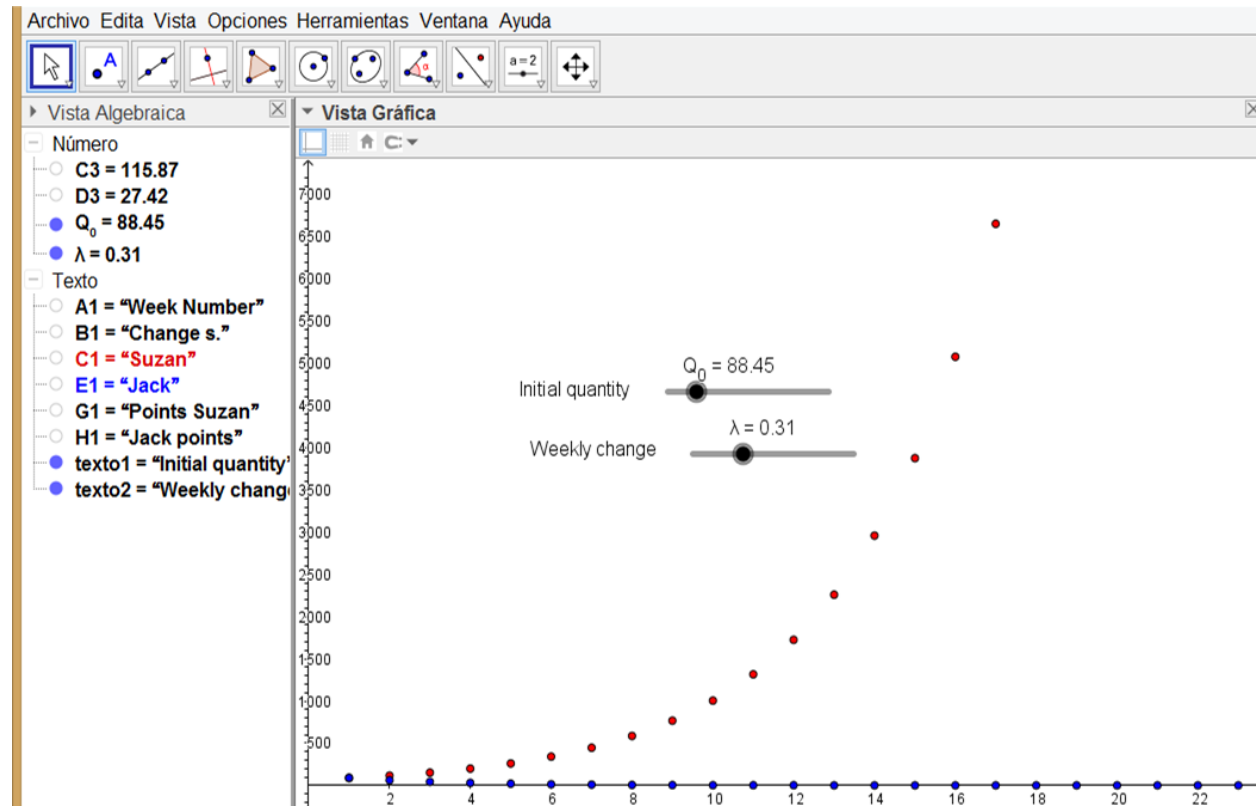 Archivo Edita Vista Opciones Herramientas Ventana Ayuda
A
α
a=2
Vista Algebraica
Vista Gráfica
Número
C3 = 115.87
D3 = 27.42
Q0 = 88.45
λ = 0.31
Texto
A1 = “Week Number”
B1 = “Change s.”
C1 = “Suzan”
E1 = “Jack”
G1 = “Points Suzan”
H1 = “Jack points”
texto1 = “Initial quantity”
texto2 = “Weekly chang
7000
6500
6000
5500
5000
4500
4000
3500
3000
2500
2000
1500
1000
500
Q0 = 88.45
Initial quantity
λ = 0.31
Weekly change
2 4 6 8 10 12 14 16 18 20 22